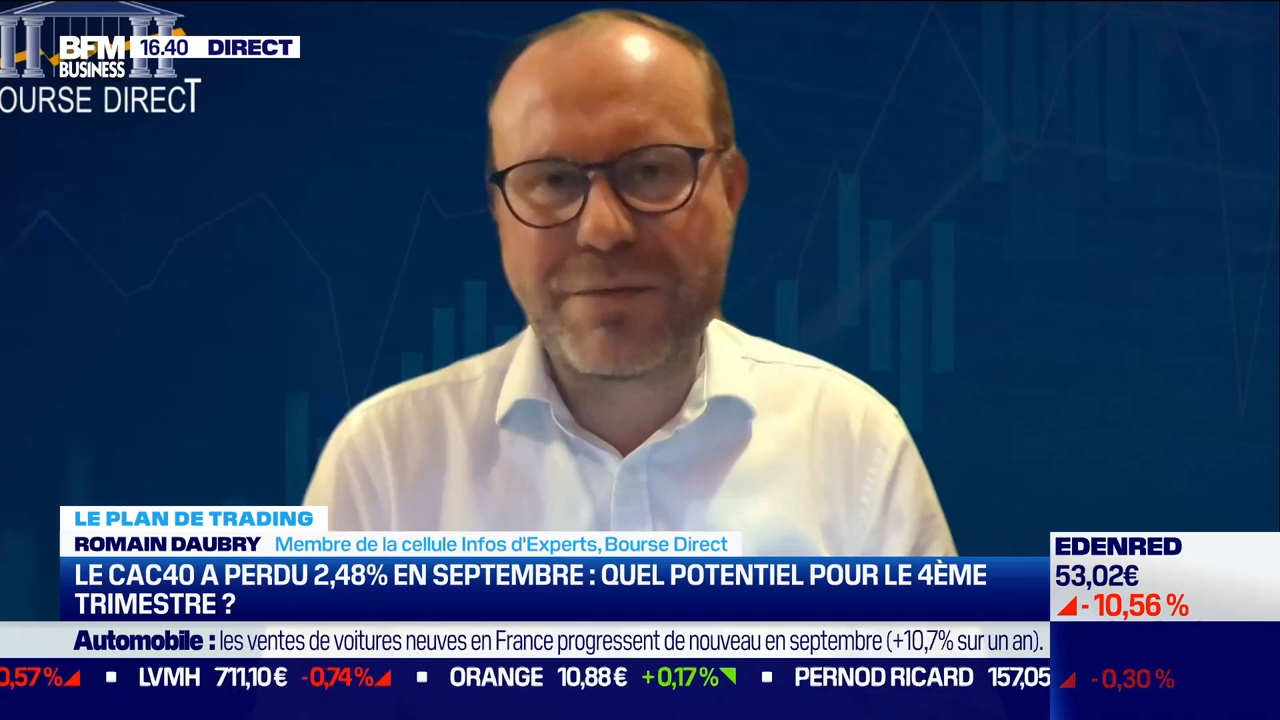 BFM
BUSINESS
16.40 DIRECT
OURSE DIRECT
LE PLAN DE TRADING
ROMAIN DAUBRY Membre de la cellule Infos d'Experts, Bourse Direct
LE CAC40 A PERDU 2,48% EN SEPTEMBRE : QUEL POTENTIEL POUR LE 4ÈME
TRIMESTRE ?
EDENRED
53,02€
- 10,56 %
Automobile : les ventes de voitures neuves en France progressent de nouveau en septembre (+10,7% sur un an).
0,57% LVMH 711,10€ -0,74% ORANGE 10,88€ +0,17% PERNOD RICARD 157,05
- 0,30 %